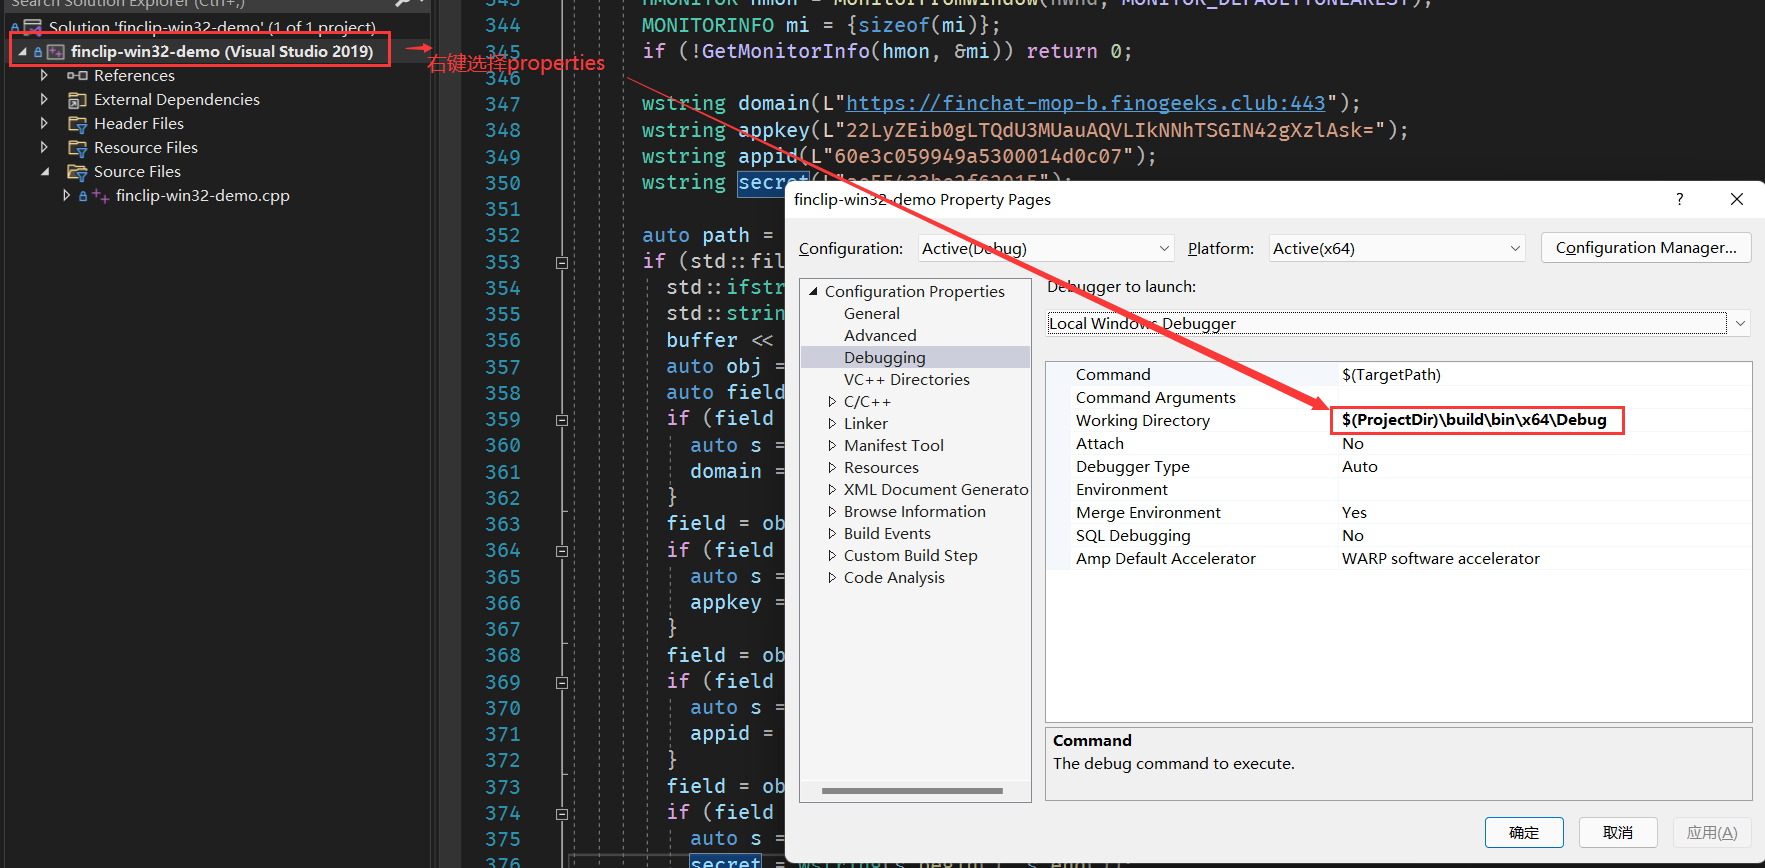 Search Solution Explorer (Ctrl+;)
Solution 'finclip-win32-demo' (1 of 1 project)
finclip-win32-demo (Visual Studio 2019)
References
External Dependencies
Header Files
Resource Files
Source Files
finclip-win32-demo.cpp
右键选择properties
343 HMONITOR hmon = MonitorFromWindow(hwnd, MONITOR_DEFAULTTONEAREST);
344 MONITORINFO mi = {sizeof(mi)};
345 if (!GetMonitorInfo(hmon, &mi)) return 0;
346
347 wstring domain(L"https://finchat-mop-b.finogeeks.club:443");
348 wstring appkey(L"22LyZEib0gLTQdU3MUauAQVLIkNNhTSGIN42gXzlAsk=");
349 wstring appid(L"60e3c059949a5300014d0c07");
350 wstring secret
351
352 auto path =
353 if (std::fil
354 std::ifstr
355 std::strin
356 buffer <<
357 auto obj =
358 auto field
359 if (field
360 auto s =
361 domain =
362 }
363 field = ob
364 if (field
365 auto s =
366 appkey =
367 }
368 field = ob
369 if (field
370 auto s =
371 appid =
372 }
373 field = ob
374 if (field
375 auto s =
376 secret = wstring(s.begin(), s.end());
finclip-win32-demo Property Pages
?
Configuration: Active(Debug) Platform: Active(x64) Configuration Manager...
Configuration Properties
General
Advanced
Debugging
VC++ Directories
C/C++
Linker
Manifest Tool
Resources
XML Document Generato
Browse Information
Build Events
Custom Build Step
Code Analysis
Debugger to launch:
Local Windows Debugger
Command $(TargetPath)
Command Arguments
Working Directory $(ProjectDir)\build\bin\x64\Debug
Attach No
Debugger Type Auto
Environment
Merge Environment Yes
SQL Debugging No
Amp Default Accelerator WARP software accelerator
Command
The debug command to execute.
确定 取消 应用(A)